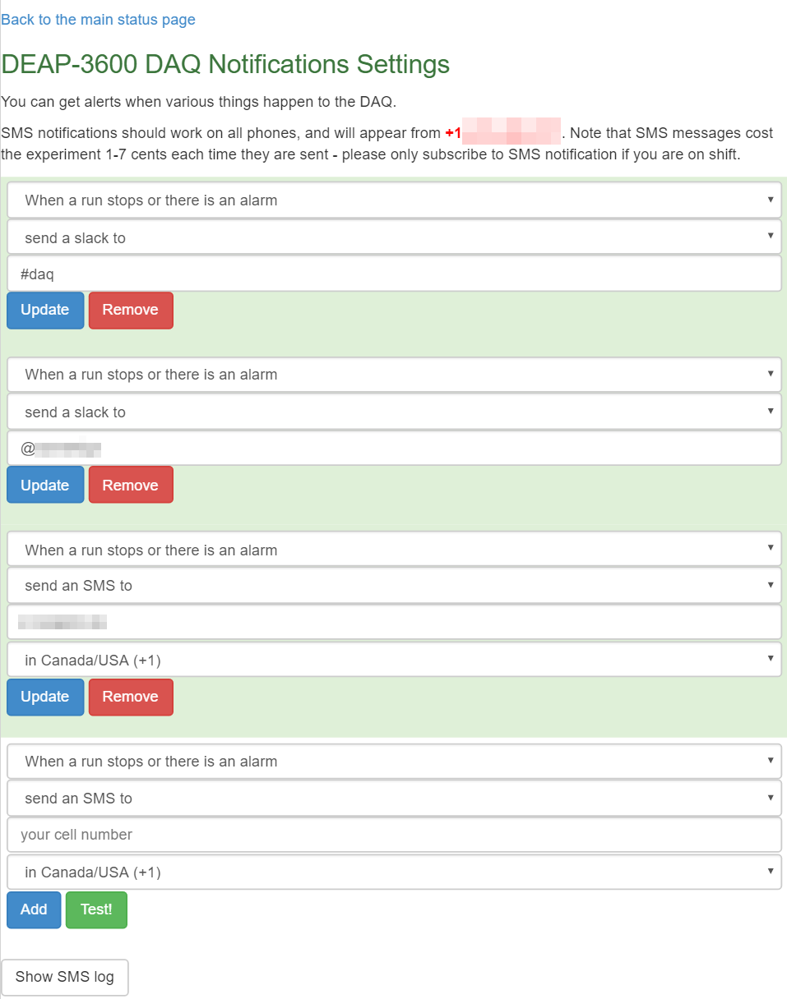 Back to the main status page
DEAP-3600 DAQ Notifications Settings
You can get alerts when various things happen to the DAQ.
SMS notifications should work on all phones, and will appear from +1 . Note that SMS messages cost
the experiment 1-7 cents each time they are sent - please only subscribe to SMS notification if you are on shift.
When a run stops or there is an alarm
send a slack to
#daq
Update Remove
When a run stops or there is an alarm
send a slack to
@
Update Remove
When a run stops or there is an alarm
send an SMS to
in Canada/USA (+1)
Update Remove
When a run stops or there is an alarm
send an SMS to
your cell number
in Canada/USA (+1)
Add Test!
Show SMS log